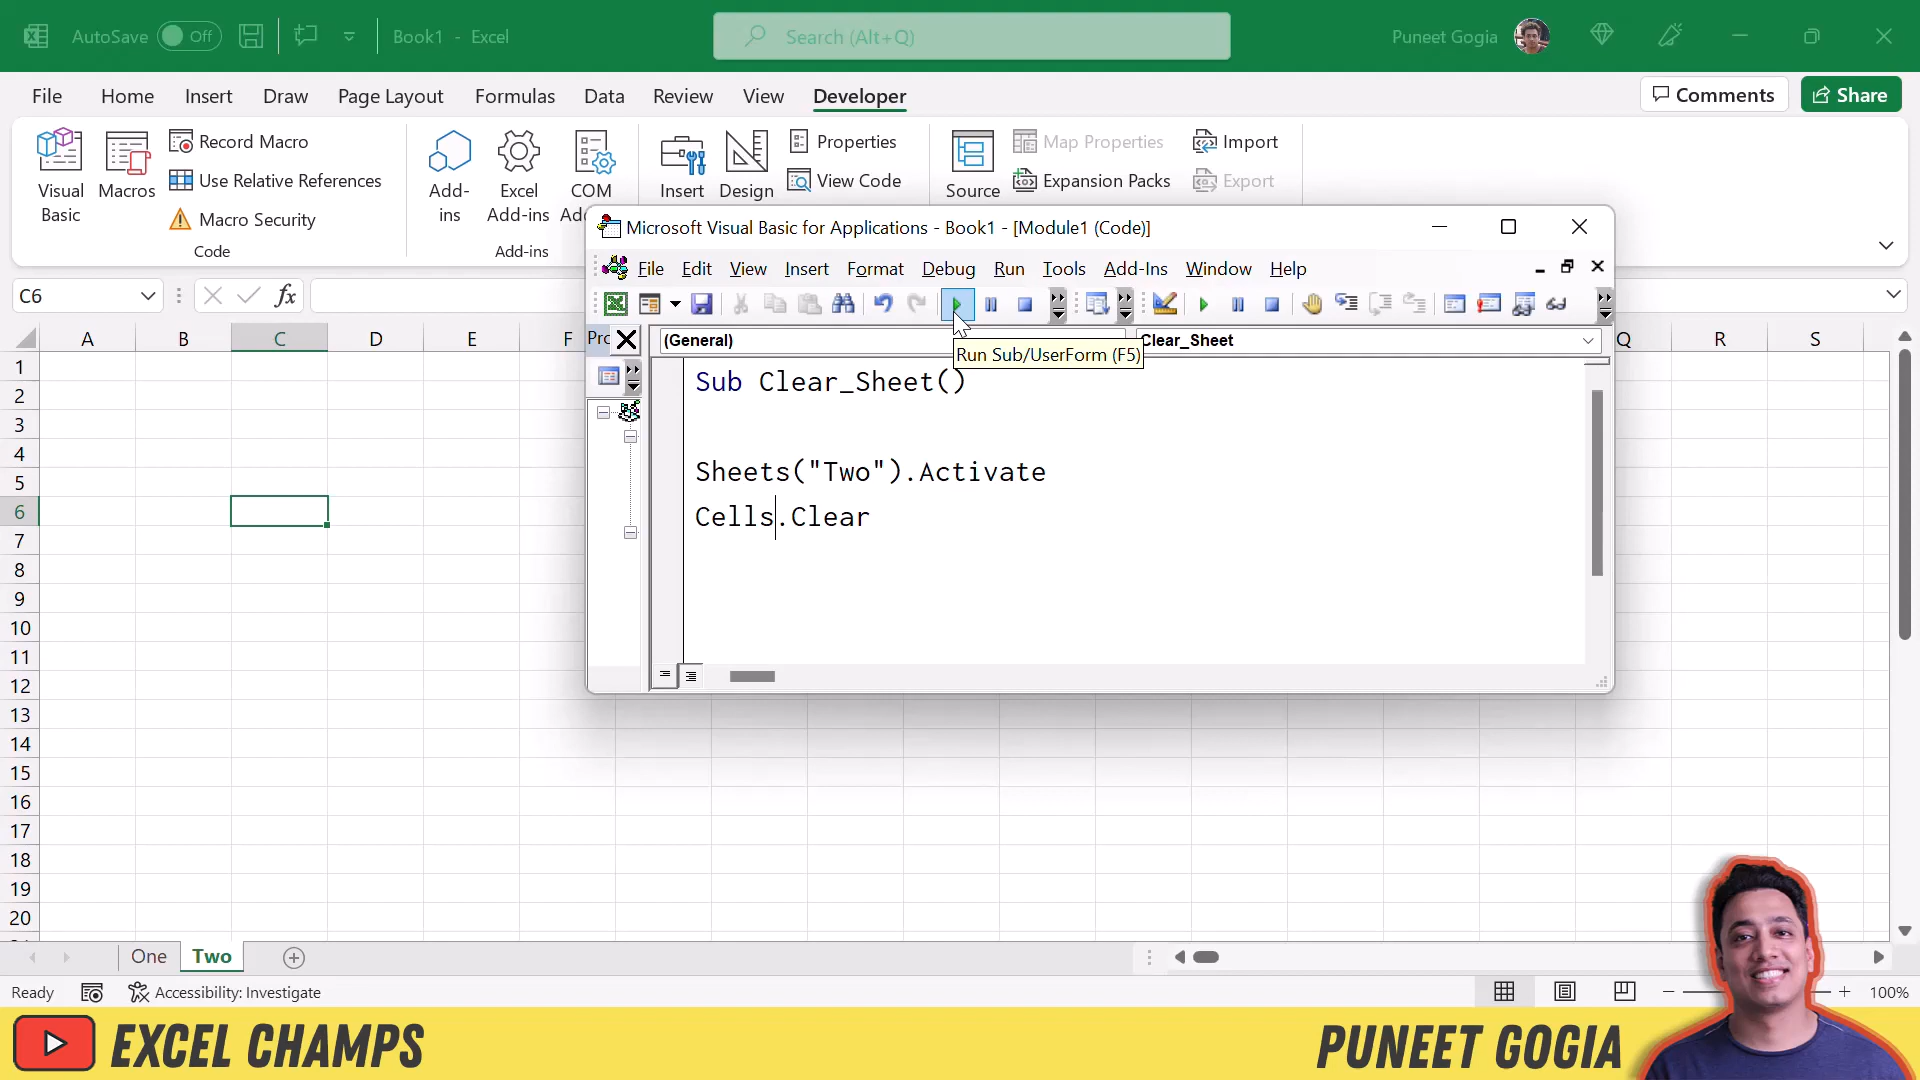 AutoSave Off Book1 - Excel Search (Alt+Q) Puneet Gogia
File Home Insert Draw Page Layout Formulas Data Review View Developer Comments Share
Visual Basic Macros Record Macro Use Relative References Macro Security Code
Add-ins Excel Add-ins COM Ad Add-ins
Insert Design Properties View Code
Source Map Properties Expansion Packs Import Export
C6 fx
Microsoft Visual Basic for Applications - Book1 - [Module1 (Code)]
File Edit View Insert Format Debug Run Tools Add-Ins Window Help
Pro (General) Clear_Sheet
Run Sub/UserForm (F5)
Sub Clear_Sheet()
Sheets("Two").Activate
Cells.Clear
A B C D E F Q R S
1
2
3
4
5
6
7
8
9
10
11
12
13
14
15
16
17
18
19
20
One Two
Ready Accessibility: Investigate 100%
EXCEL CHAMPS PUNEET GOGIA